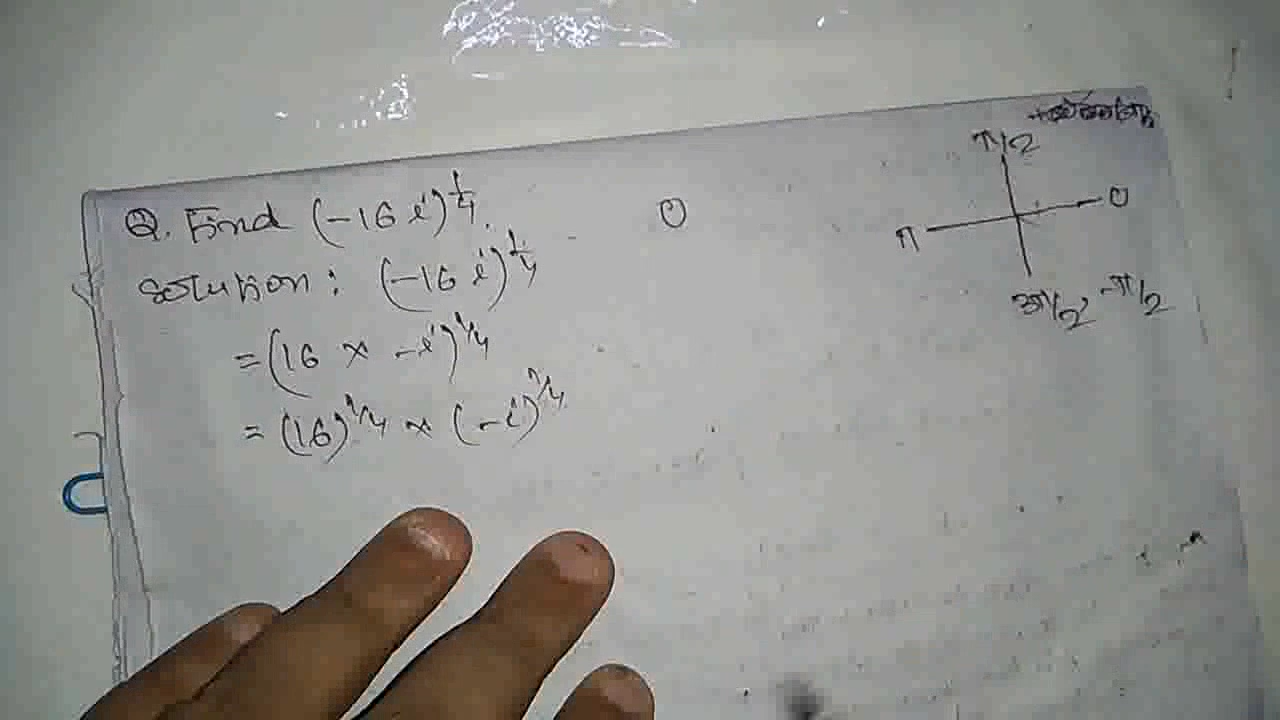 Q. Find (-16 i)^1/4.
Solution : (-16 i)^1/4
= (16 × -i)^1/4
= (16)^1/4 × (-i)^1/4
π/2
π 0
3π/2, -π/2